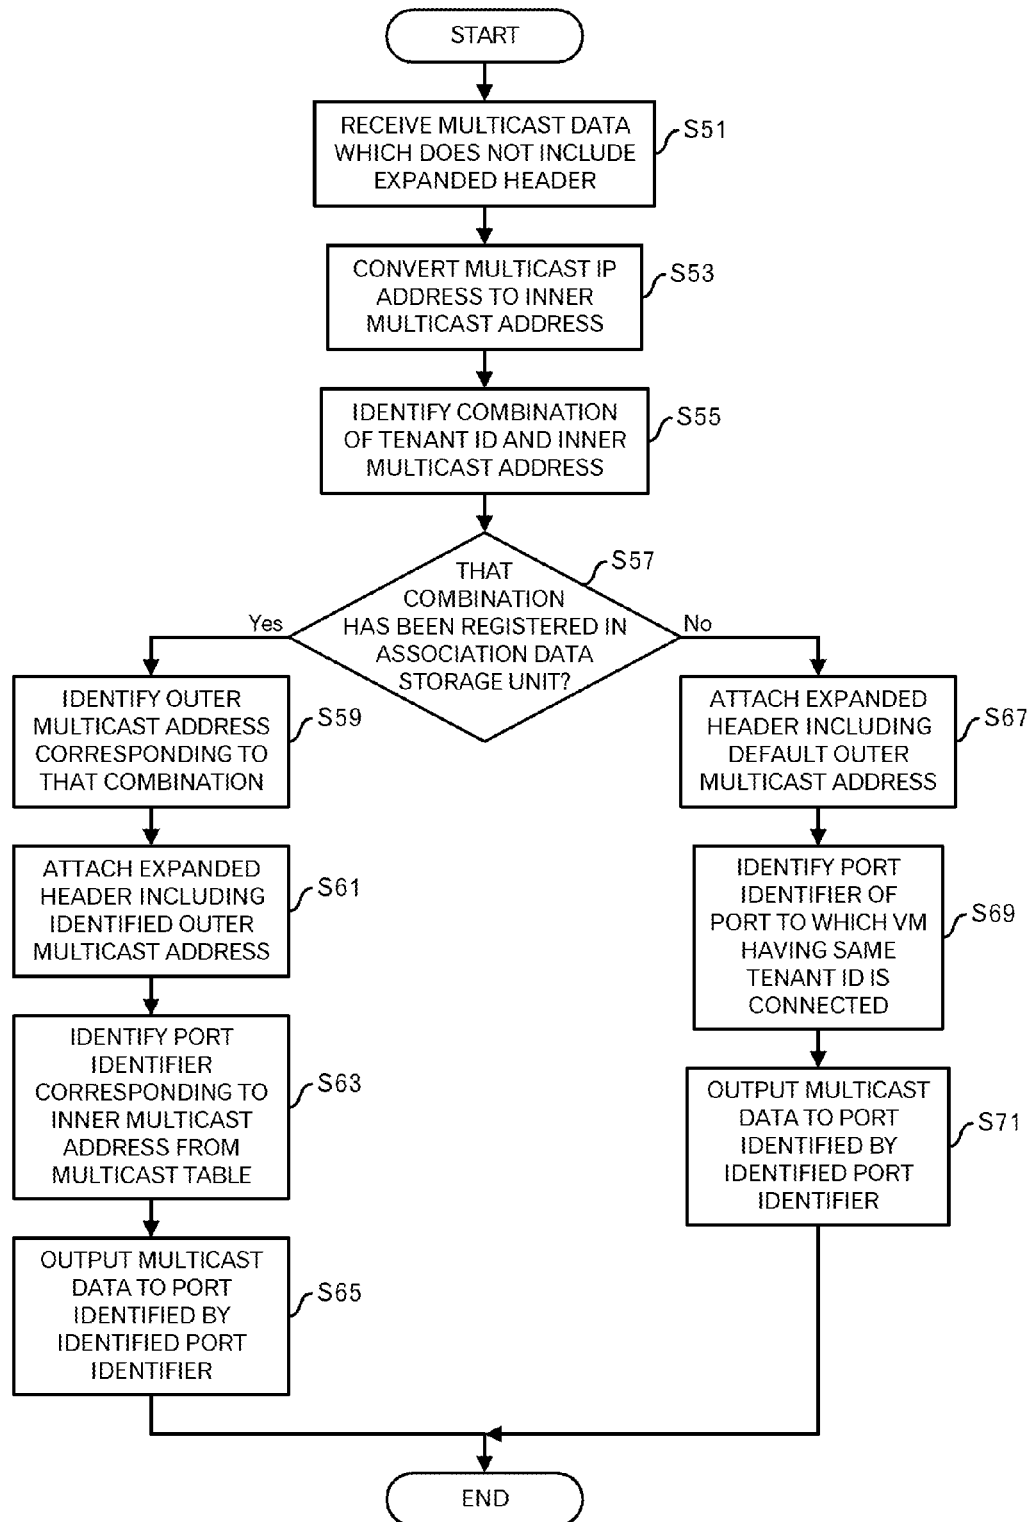 START
RECEIVE MULTICAST DATA
WHICH DOES NOT INCLUDE
EXPANDED HEADER
S51
CONVERT MULTICAST IP
ADDRESS TO INNER
MULTICAST ADDRESS
S53
IDENTIFY COMBINATION
OF TENANT ID AND INNER
MULTICAST ADDRESS
S55
THAT
COMBINATION
HAS BEEN REGISTERED IN
ASSOCIATION DATA
STORAGE UNIT?
S57
Yes
No
IDENTIFY OUTER
MULTICAST ADDRESS
CORRESPONDING TO
THAT COMBINATION
S59
ATTACH EXPANDED
HEADER INCLUDING
IDENTIFIED OUTER
MULTICAST ADDRESS
S61
IDENTIFY PORT
IDENTIFIER
CORRESPONDING TO
INNER MULTICAST
ADDRESS FROM
MULTICAST TABLE
S63
OUTPUT MULTICAST
DATA TO PORT
IDENTIFIED BY
IDENTIFIED PORT
IDENTIFIER
S65
ATTACH EXPANDED
HEADER INCLUDING
DEFAULT OUTER
MULTICAST ADDRESS
S67
IDENTIFY PORT
IDENTIFIER OF
PORT TO WHICH VM
HAVING SAME
TENANT ID IS
CONNECTED
S69
OUTPUT MULTICAST
DATA TO PORT
IDENTIFIED BY
IDENTIFIED PORT
IDENTIFIER
S71
END